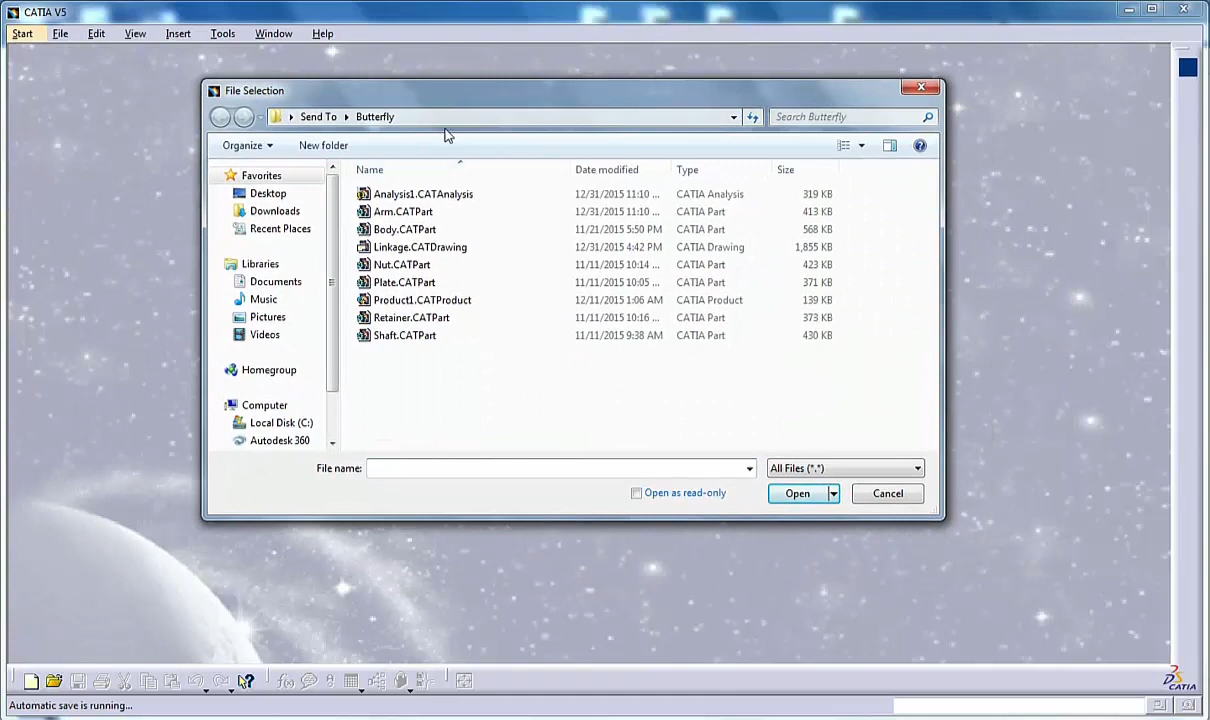 CATIA V5
Start File Edit View Insert Tools Window Help
File Selection
Send To Butterfly Search Butterfly
Organize New folder
Name Date modified Type Size
Favorites
Desktop
Downloads
Recent Places
Libraries
Documents
Music
Pictures
Videos
Homegroup
Computer
Local Disk (C:)
Autodesk 360
Analysis1.CATAnalysis 12/31/2015 11:10 ... CATIA Analysis 319 KB
Arm.CATPart 12/31/2015 11:10 ... CATIA Part 413 KB
Body.CATPart 11/21/2015 5:50 PM CATIA Part 568 KB
Linkage.CATDrawing 12/31/2015 4:42 PM CATIA Drawing 1,855 KB
Nut.CATPart 11/11/2015 10:14 ... CATIA Part 423 KB
Plate.CATPart 11/11/2015 10:05 ... CATIA Part 371 KB
Product1.CATProduct 12/11/2015 1:06 AM CATIA Product 139 KB
Retainer.CATPart 11/11/2015 10:16 ... CATIA Part 373 KB
Shaft.CATPart 11/11/2015 9:38 AM CATIA Part 430 KB
File name: All Files (*.*)
Open as read-only
Open Cancel
CATIA
Automatic save is running...